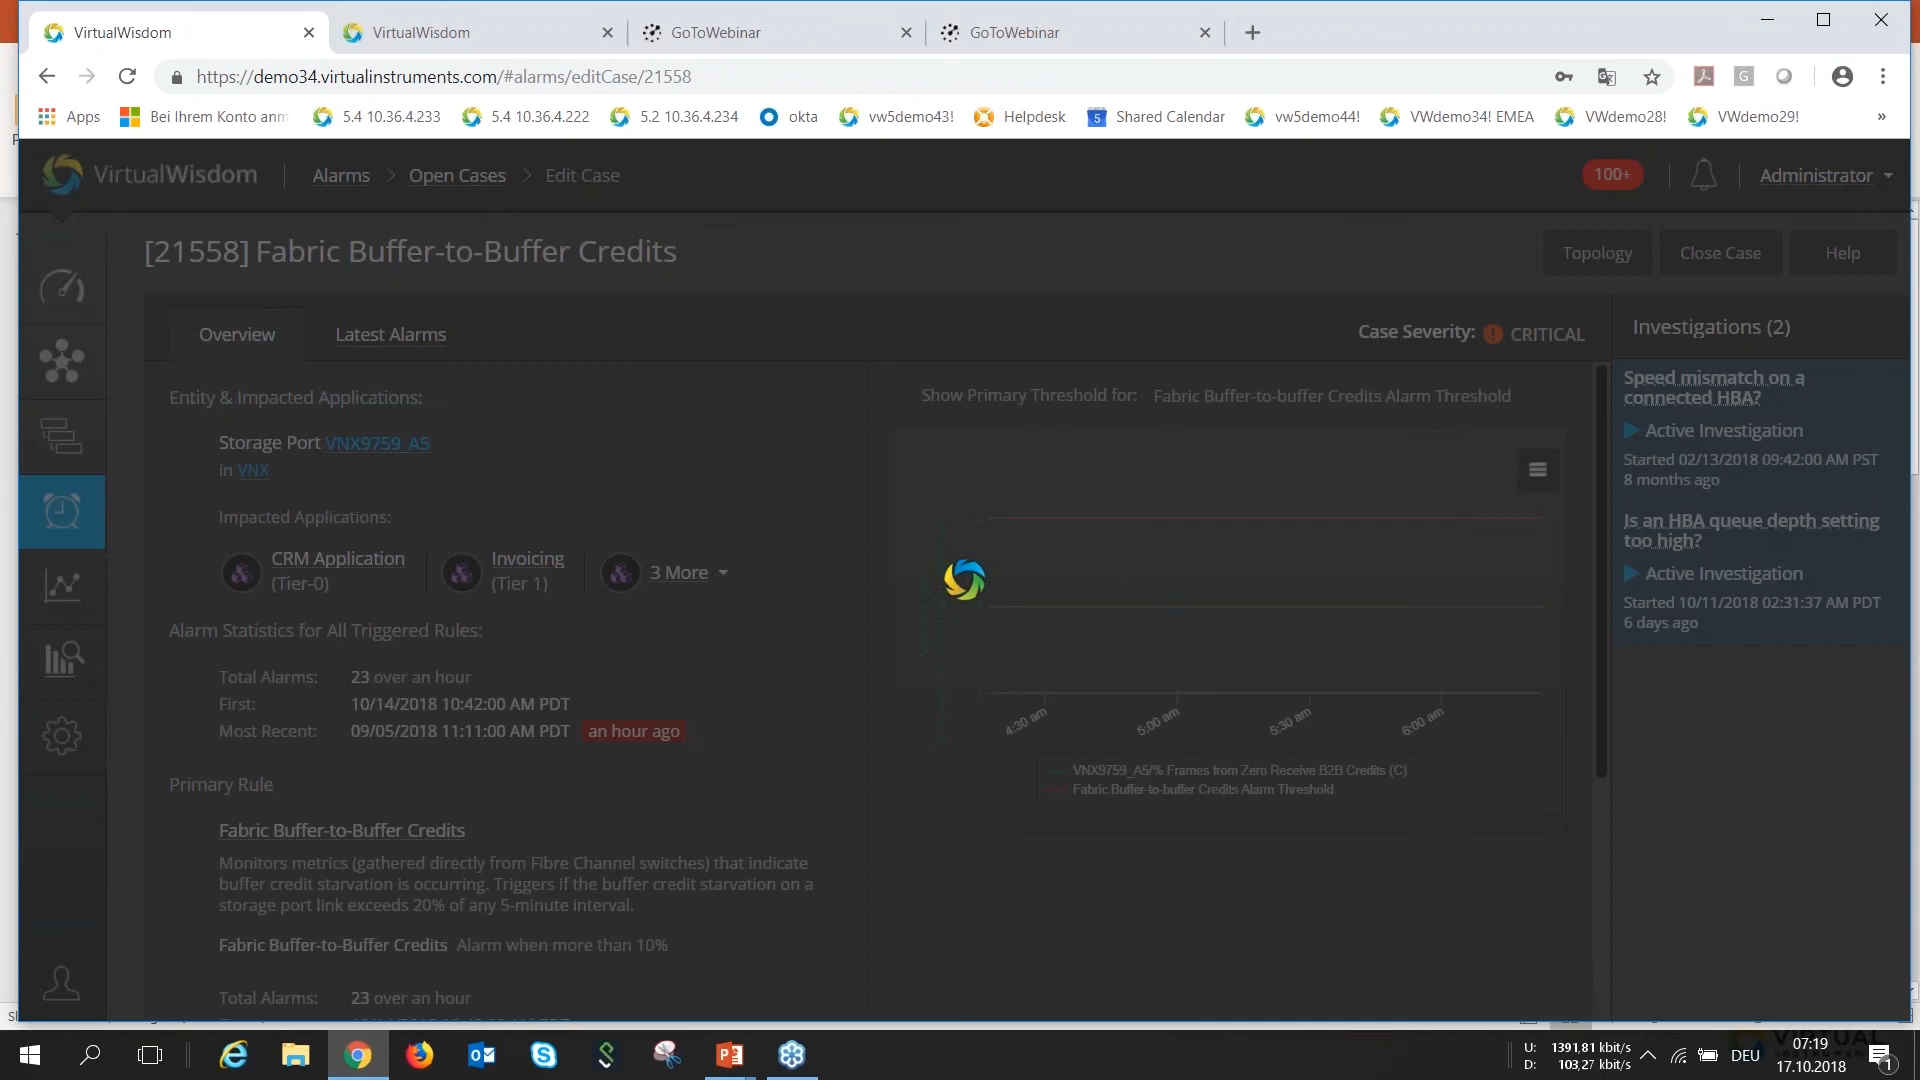 VirtualWisdom
VirtualWisdom
GoToWebinar
GoToWebinar
https://demo34.virtualinstruments.com/#alarms/editCase/21558
Apps
Bei Ihrem Konto anm
5.4 10.36.4.233
5.4 10.36.4.222
5.2 10.36.4.234
okta
vw5demo43!
Helpdesk
5
Shared Calendar
vw5demo44!
VWdemo34! EMEA
VWdemo28!
VWdemo29!
»
VirtualWisdom
Alarms > Open Cases > Edit Case
100+
Administrator
[21558] Fabric Buffer-to-Buffer Credits
Topology
Close Case
Help
Overview
Latest Alarms
Case Severity: ! CRITICAL
Investigations (2)
Entity & Impacted Applications:
Storage Port VNX9759_A5
in VNX
Impacted Applications:
CRM Application
(Tier-0)
Invoicing
(Tier 1)
3 More
Alarm Statistics for All Triggered Rules:
Total Alarms: 23 over an hour
First: 10/14/2018 10:42:00 AM PDT
Most Recent: 09/05/2018 11:11:00 AM PDT an hour ago
Primary Rule
Fabric Buffer-to-Buffer Credits
Monitors metrics (gathered directly from Fibre Channel switches) that indicate
buffer credit starvation is occurring. Triggers if the buffer credit starvation on a
storage port link exceeds 20% of any 5-minute interval.
Fabric Buffer-to-Buffer Credits Alarm when more than 10%
Total Alarms: 23 over an hour
Show Primary Threshold for: Fabric Buffer-to-buffer Credits Alarm Threshold
4:30 am
5:00 am
5:30 am
6:00 am
VNX9759_A5/% Frames from Zero Receive B2B Credits (C)
Fabric Buffer-to-buffer Credits Alarm Threshold
Speed mismatch on a
connected HBA?
Active Investigation
Started 02/13/2018 09:42:00 AM PST
8 months ago
Is an HBA queue depth setting
too high?
Active Investigation
Started 10/11/2018 02:31:37 AM PDT
6 days ago
U: 1391,81 kbit/s
D: 103,27 kbit/s
DEU
07:19
17.10.2018
1